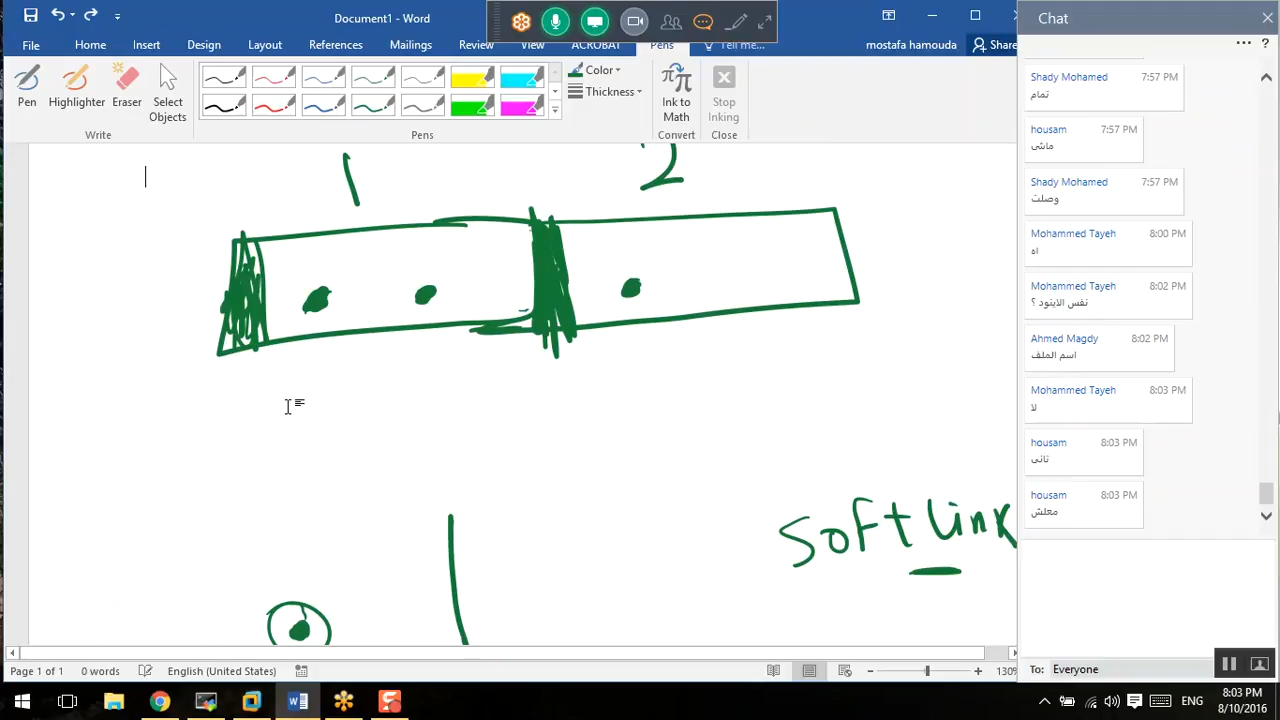 Document1 - Word
mostafa hamouda
Share
File
Home
Insert
Design
Layout
References
Mailings
Review
View
ACROBAT
Pens
Tell me...
Pen
Highlighter
Eraser
Select
Objects
Color
Thickness
Ink to
Math
Stop
Inking
Write
Pens
Convert
Close
1
2
soft link
Page 1 of 1
0 words
English (United States)
130%
Chat
Shady Mohamed 7:57 PM
تمام
housam 7:57 PM
ماشى
Shady Mohamed 7:57 PM
وصلت
Mohammed Tayeh 8:00 PM
اه
Mohammed Tayeh 8:02 PM
نفس الاينود ؟
Ahmed Magdy 8:02 PM
اسم الملف
Mohammed Tayeh 8:03 PM
لا
housam 8:03 PM
تانى
housam 8:03 PM
معلش
To: Everyone
ENG
8:03 PM
8/10/2016